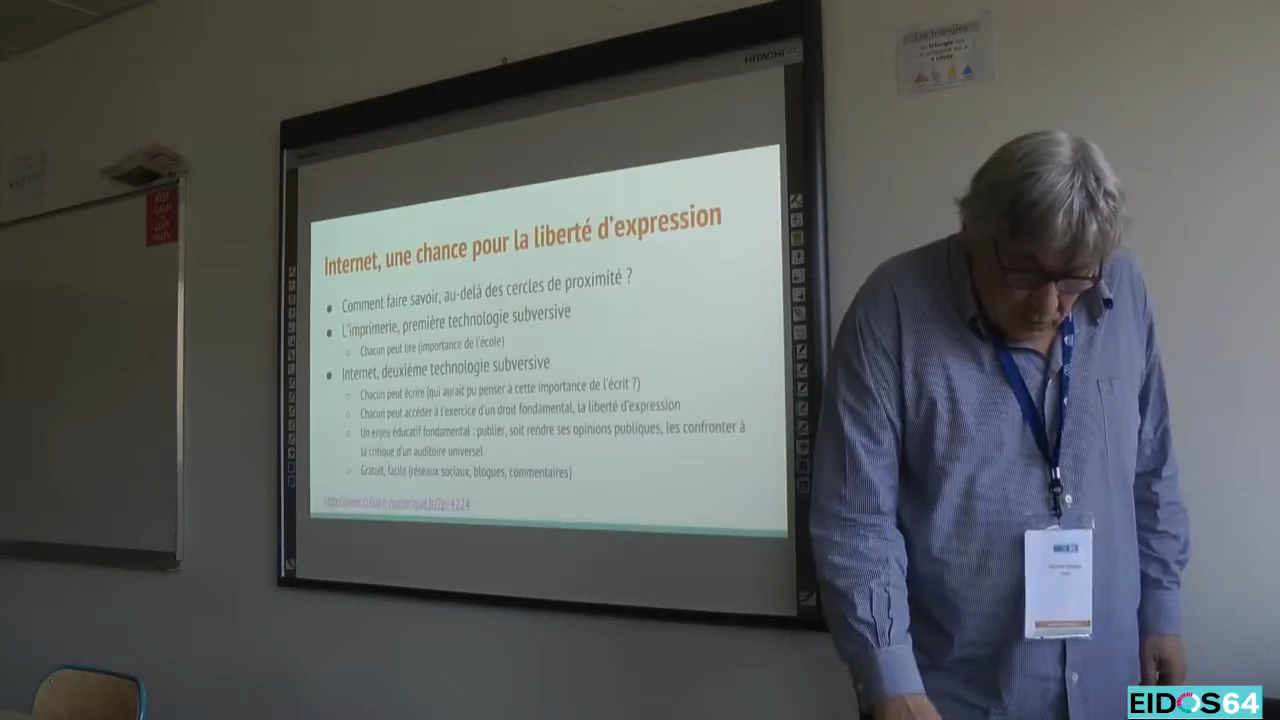 Les triangles
HITACHI
KEEP
CALM
Internet, une chance pour la liberté d'expression
● Comment faire savoir, au-delà des cercles de proximité ?
● L'imprimerie, première technologie subversive
○ Chacun peut lire (importance de l'école)
● Internet, deuxième technologie subversive
○ Chacun peut écrire (qui aurait pu penser à cette importance de l'écrit ?)
○ Chacun peut accéder à l'exercice d'un droit fondamental, la liberté d'expression
○ Un enjeu éducatif fondamental : publier, soit rendre ses opinions publiques, les confronter à
la critique d'un auditoire universel
○ Gratuit, facile (réseaux sociaux, blogues, commentaires)
EIDOS64